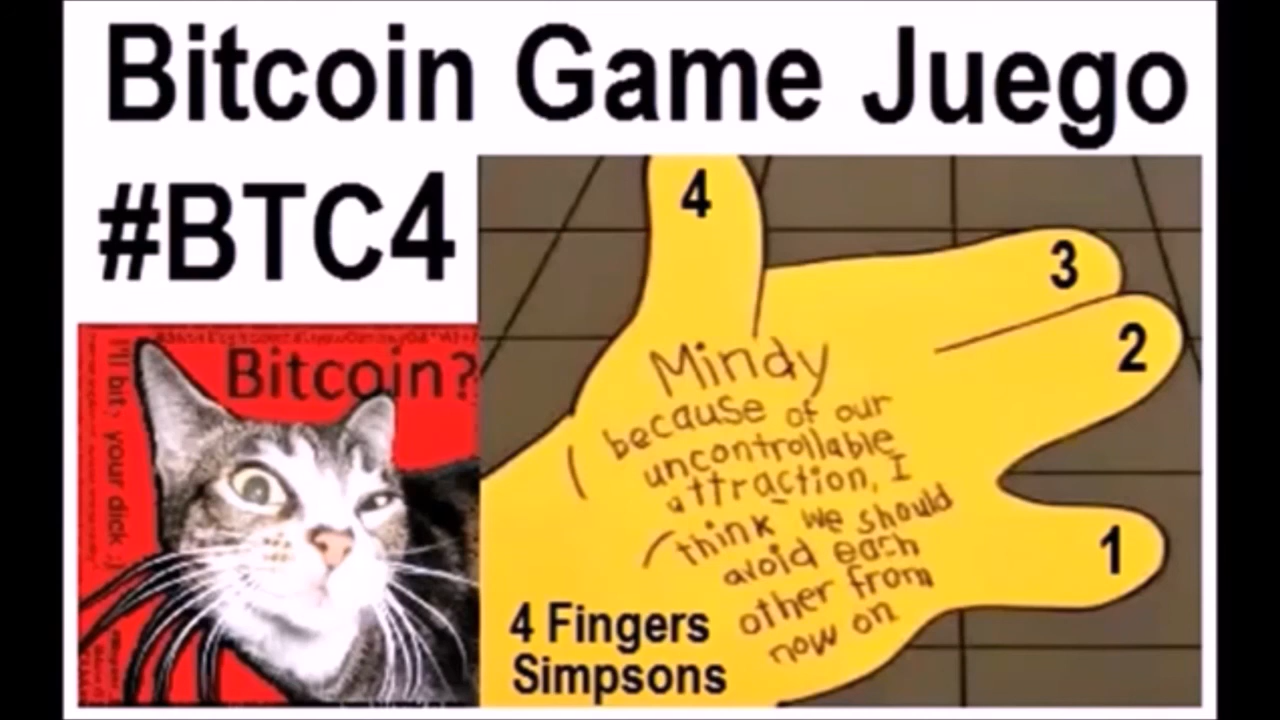 Bitcoin Game Juego
#BTC4
4
3
2
1
Bitcoin?
I'll bit, your dick ;)
Mindy
because of our
uncontrollable
attraction, I
think we should
avoid each
other from
now on
4 Fingers
Simpsons